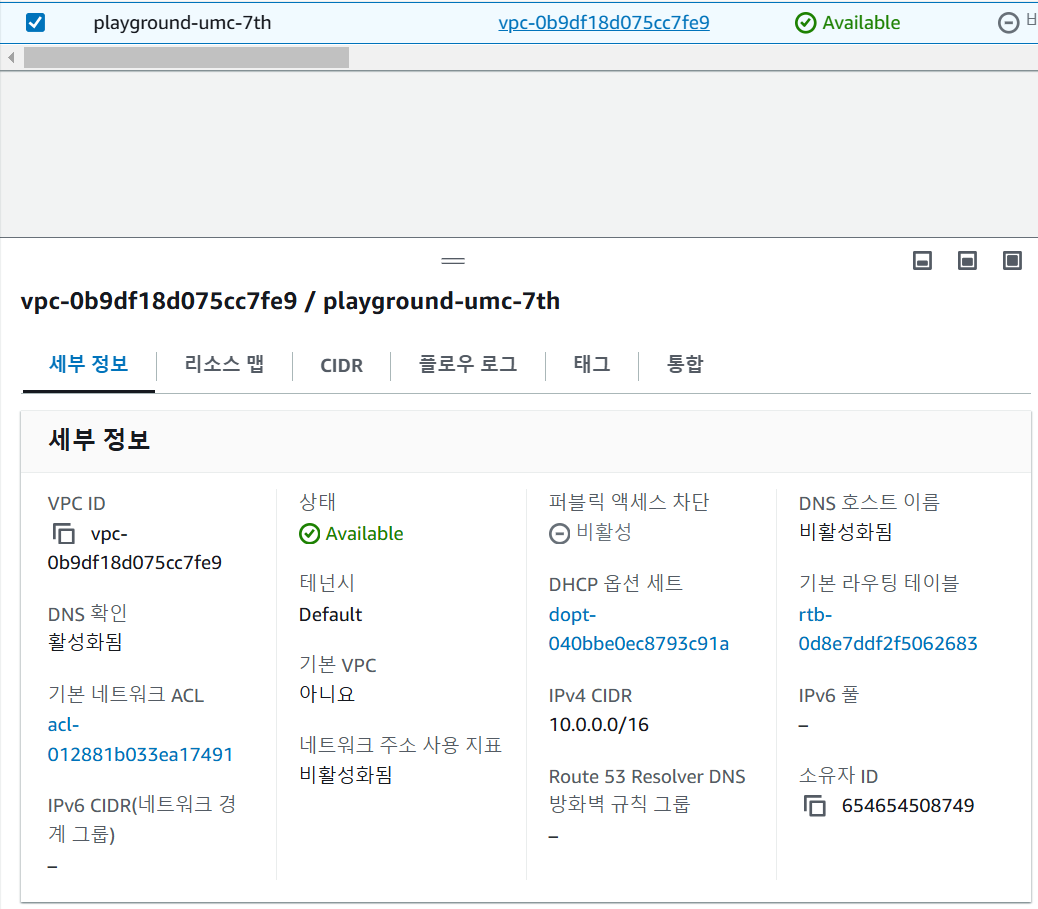 playground-umc-7th vpc-0b9df18d075cc7fe9 Available
vpc-0b9df18d075cc7fe9 / playground-umc-7th
세부 정보 리소스 맵 CIDR 플로우 로그 태그 통합
세부 정보
VPC ID
vpc-
0b9df18d075cc7fe9
DNS 확인
활성화됨
기본 네트워크 ACL
acl-
012881b033ea17491
IPv6 CIDR(네트워크 경
계 그룹)
–
상태
Available
테넌시
Default
기본 VPC
아니요
네트워크 주소 사용 지표
비활성화됨
퍼블릭 액세스 차단
비활성
DHCP 옵션 세트
dopt-
040bbe0ec8793c91a
IPv4 CIDR
10.0.0.0/16
Route 53 Resolver DNS
방화벽 규칙 그룹
–
DNS 호스트 이름
비활성화됨
기본 라우팅 테이블
rtb-
0d8e7ddf2f5062683
IPv6 풀
–
소유자 ID
654654508749